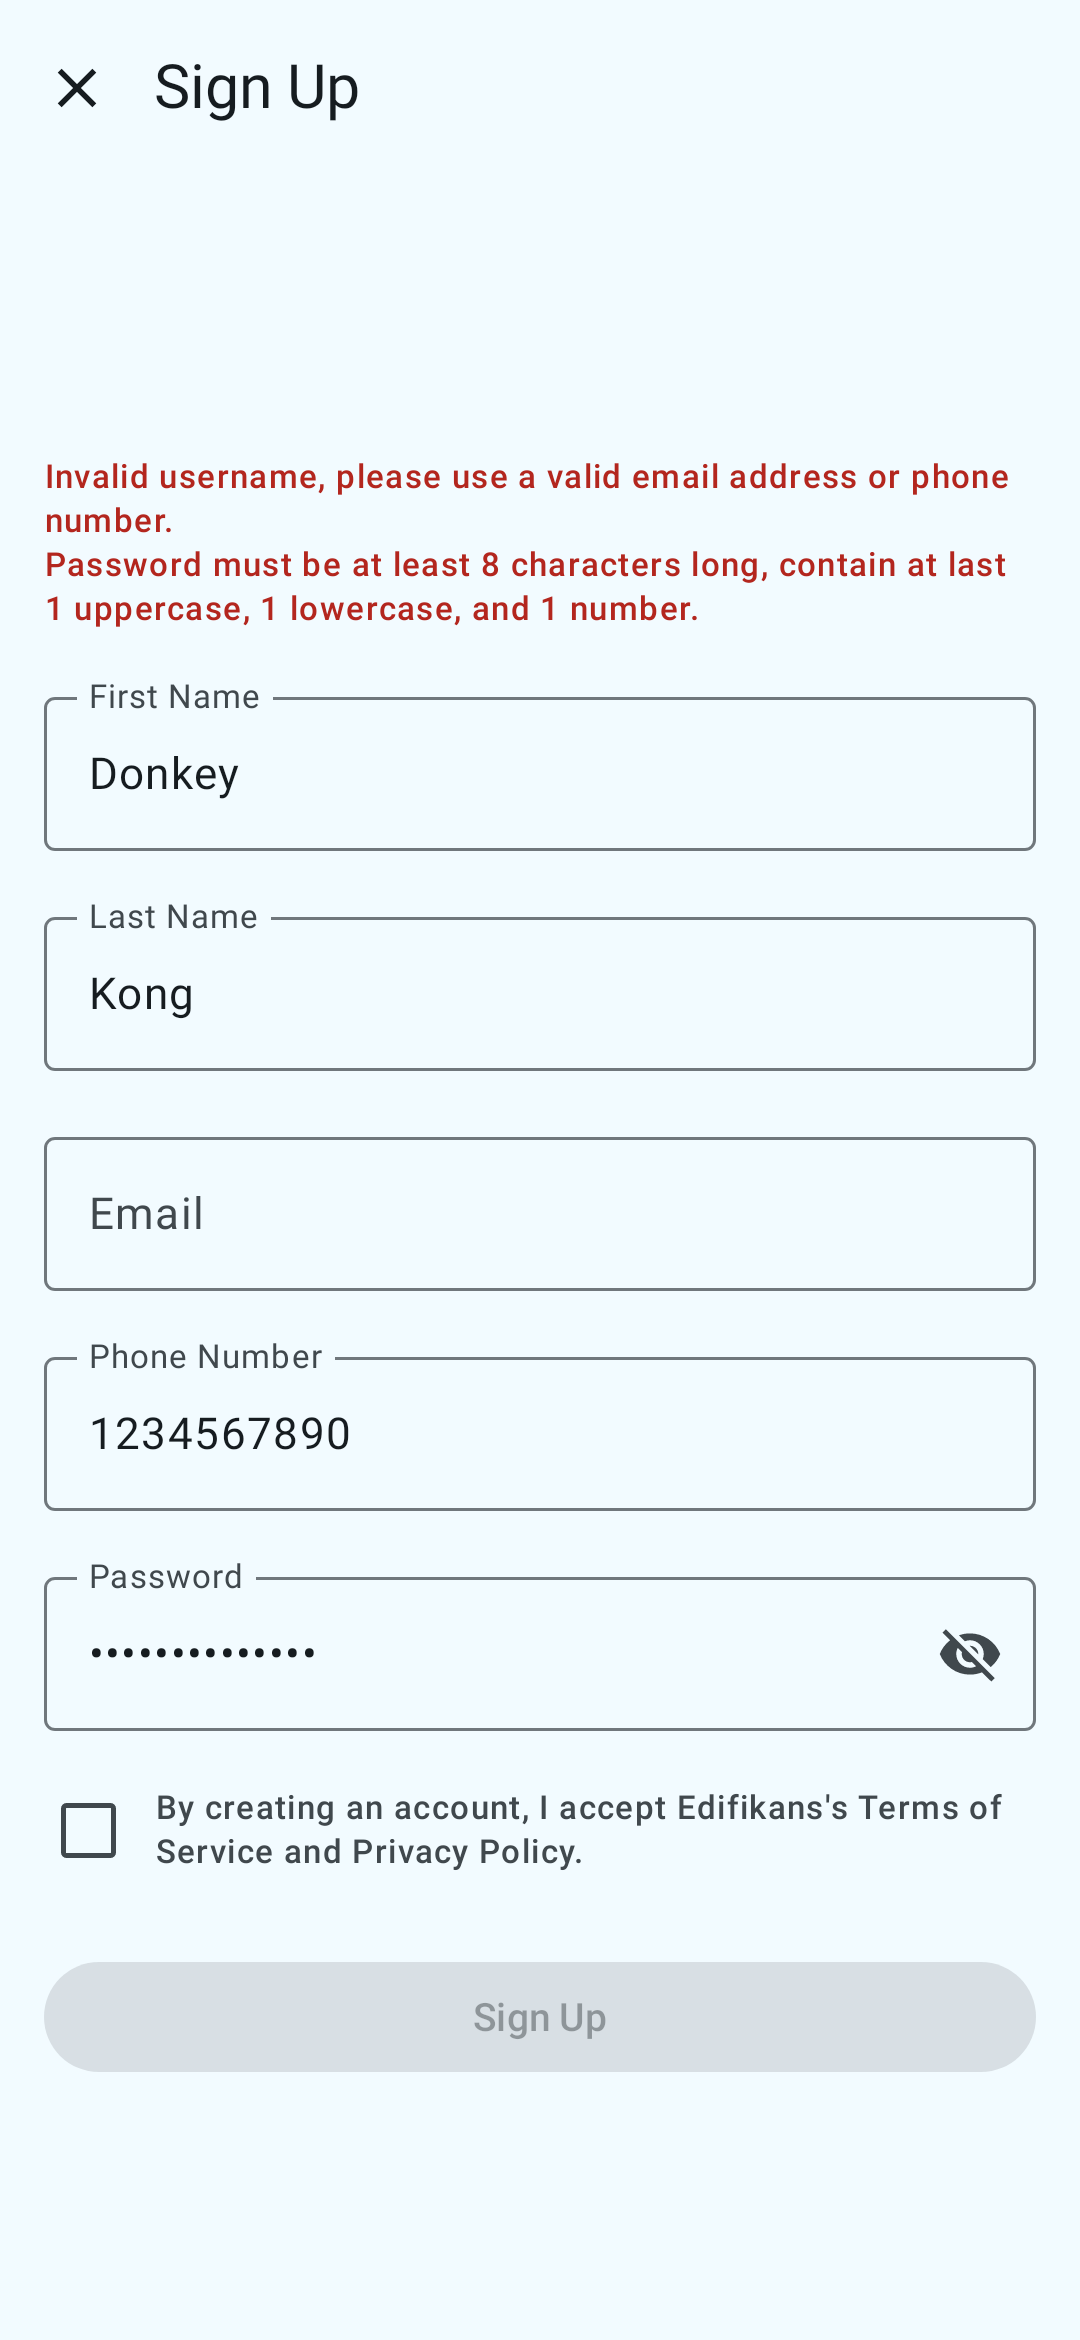 Sign Up
Invalid username, please use a valid email address or phone
number.
Password must be at least 8 characters long, contain at last
1 uppercase, 1 lowercase, and 1 number.
First Name
Donkey
Last Name
Kong
Email
Phone Number
1234567890
Password
••••••••••••••
By creating an account, I accept Edifikans's Terms of
Service and Privacy Policy.
Sign Up